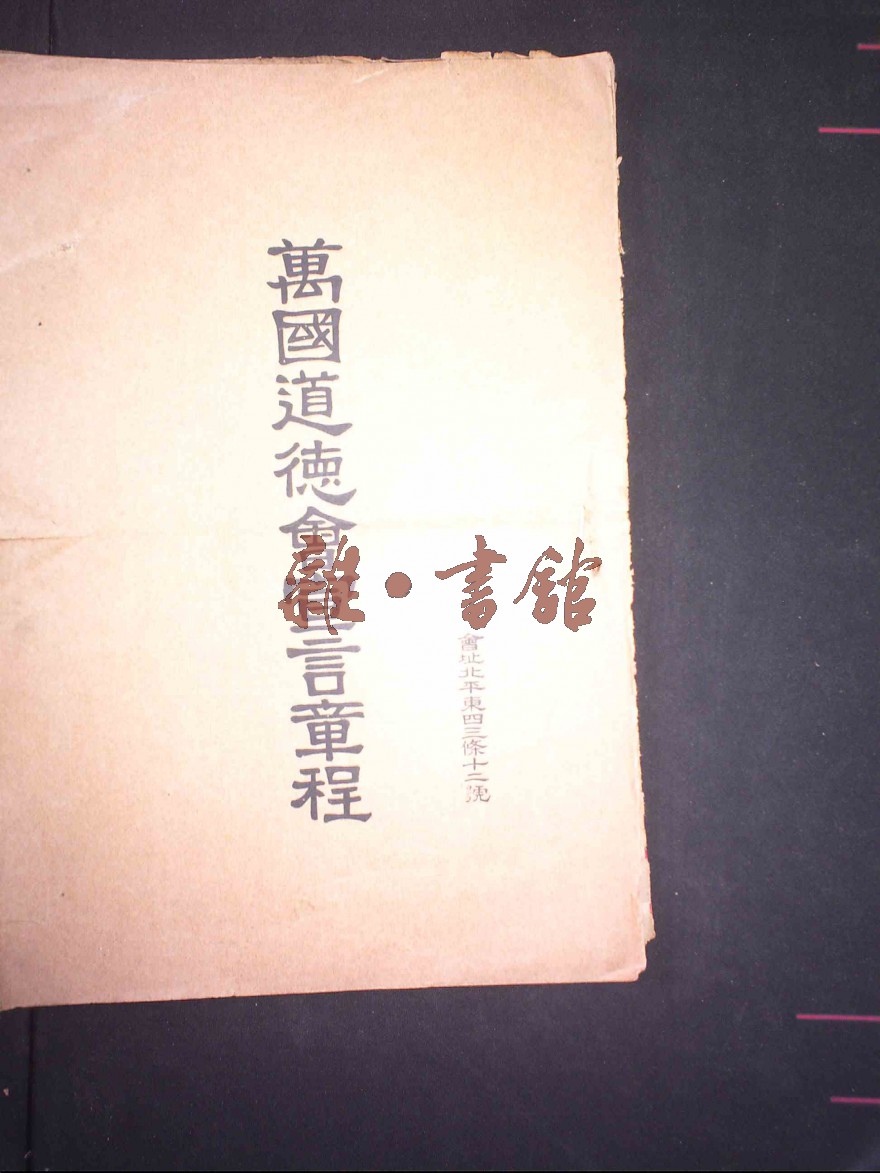 會址北平東四三條十二號
萬國道德會宣言章程
雜·書館